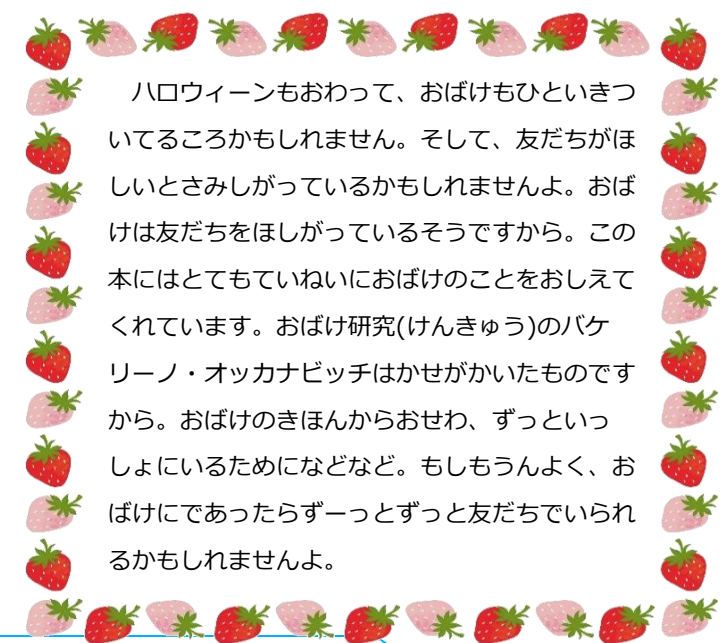 ハロウィーンもおわって、おばけもひといきつ
いてるころかもしれません。そして、友だちがほ
しいとさみしがっているかもしれませんよ。おば
けは友だちをほしがっているそうですから。この
本にはとてもていねいにおばけのことをおしえて
くれています。おばけ研究(けんきゅう)のバケ
リーノ・オッカナビッチはかせがかいたものです
から。おばけのきほんからおせわ、ずっといっ
しょにいるためになどなど。もしもうんよく、お
ばけにであったらずーっとずっと友だちでいられ
るかもしれませんよ。